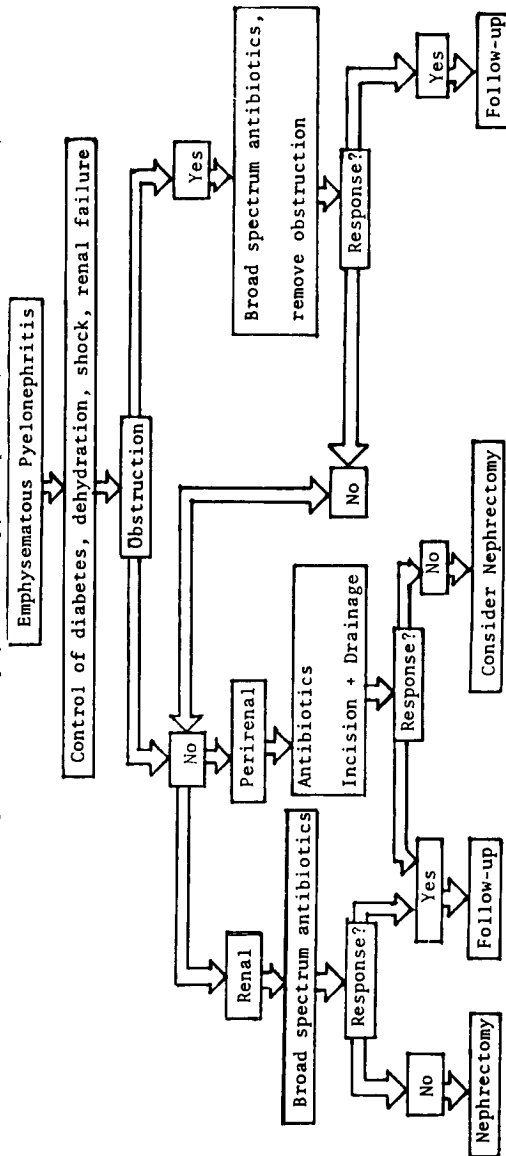 Emphysematous Pyelonephritis
Control of diabetes, dehydration, shock, renal failure
Obstruction
No
Yes
Renal
Perirenal
Broad spectrum antibiotics,
remove obstruction
Broad spectrum antibiotics
Antibiotics
Incision + Drainage
No
Response?
Response?
Response?
Yes
No
Yes
No
Nephrectomy
Follow-up
Consider Nephrectomy
Follow-up